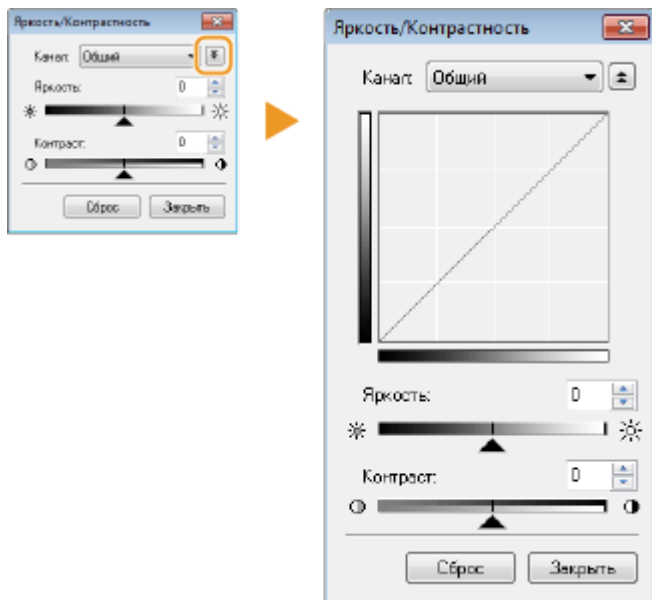 Яркость/Контрастность
Канал: Общий
Яркость: 0
Контраст: 0
Сброс Закрыть
Яркость/Контрастность
Канал: Общий
Яркость: 0
Контраст: 0
Сброс Закрыть